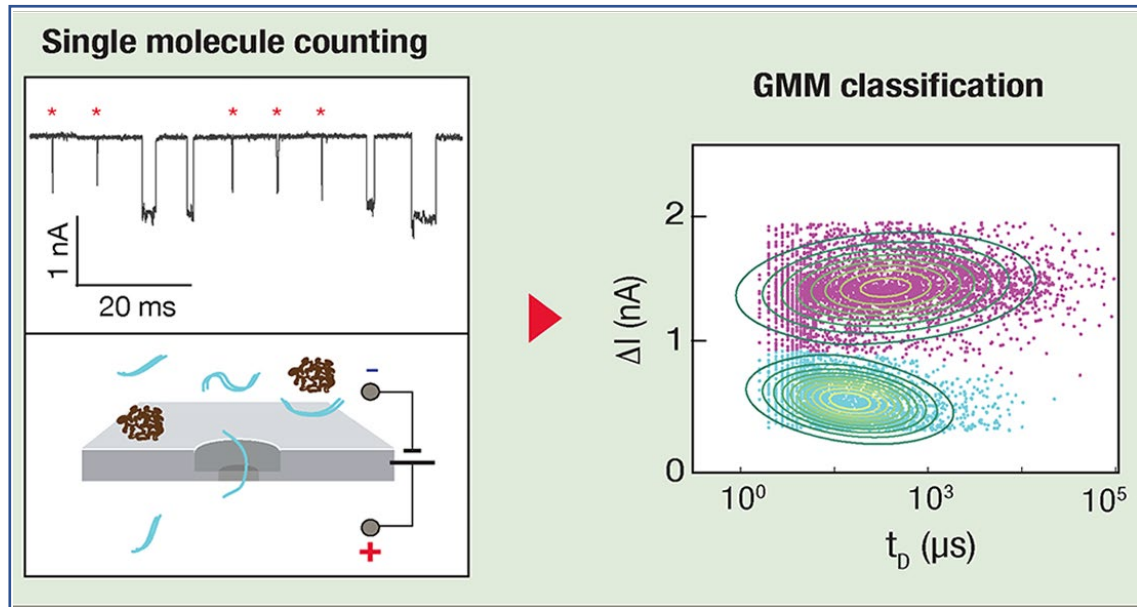 Single molecule counting
* * * * *
1 nA
20 ms
-
+
GMM classification
ΔI (nA)
2
1
0
10⁰ 10³ 10⁵
t_D (µs)